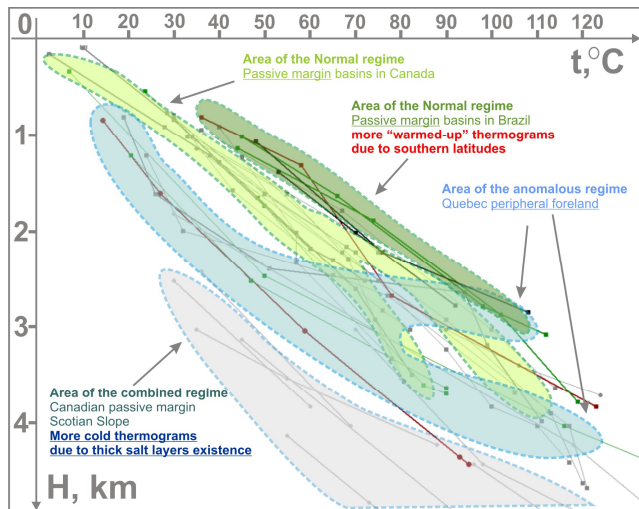 0 10 20 30 40 50 60 70 80 90 100 110 120
t,°C
Area of the Normal regime
Passive margin basins in Canada
Area of the Normal regime
Passive margin basins in Brazil
more “warmed-up” thermograms
due to southern latitudes
1
Area of the anomalous regime
Quebec peripheral foreland
2
3
Area of the combined regime
Canadian passive margin
Scotian Slope
More cold thermograms
due to thick salt layers existence
4
H, km